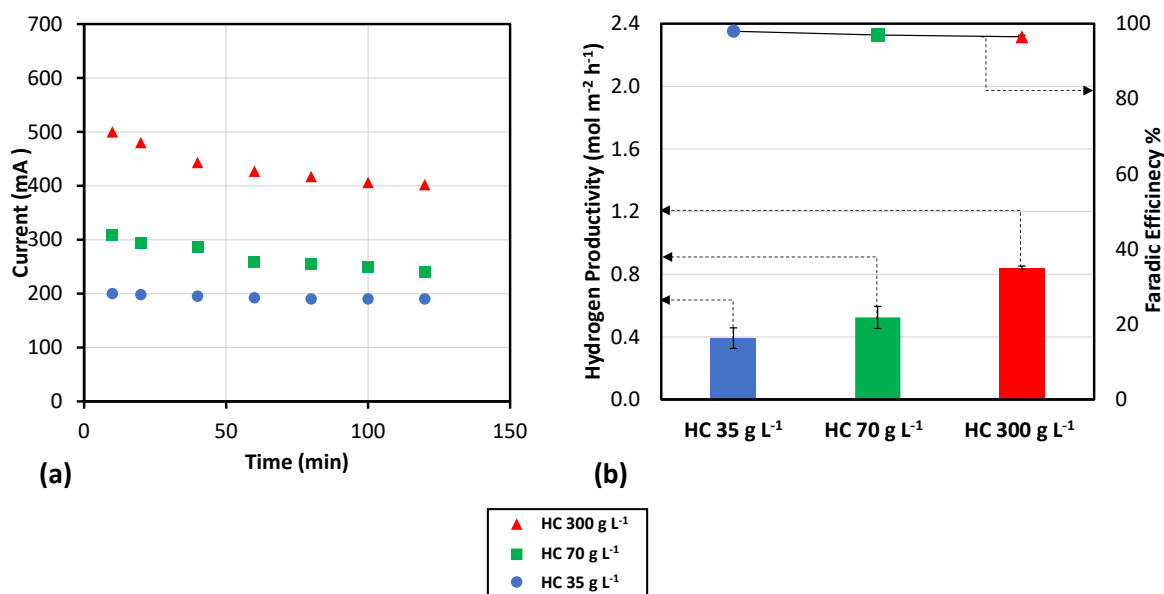 700
600
500
400
300
200
100
0
Current (mA)
0
50
100
150
Time (min)
(a)
2.4
2.0
1.6
1.2
0.8
0.4
0.0
Hydrogen Productivity (mol m⁻² h⁻¹)
100
80
60
40
20
0
Faradic Efficinecy %
HC 35 g L⁻¹
HC 70 g L⁻¹
HC 300 g L⁻¹
(b)
HC 300 g L⁻¹
HC 70 g L⁻¹
HC 35 g L⁻¹